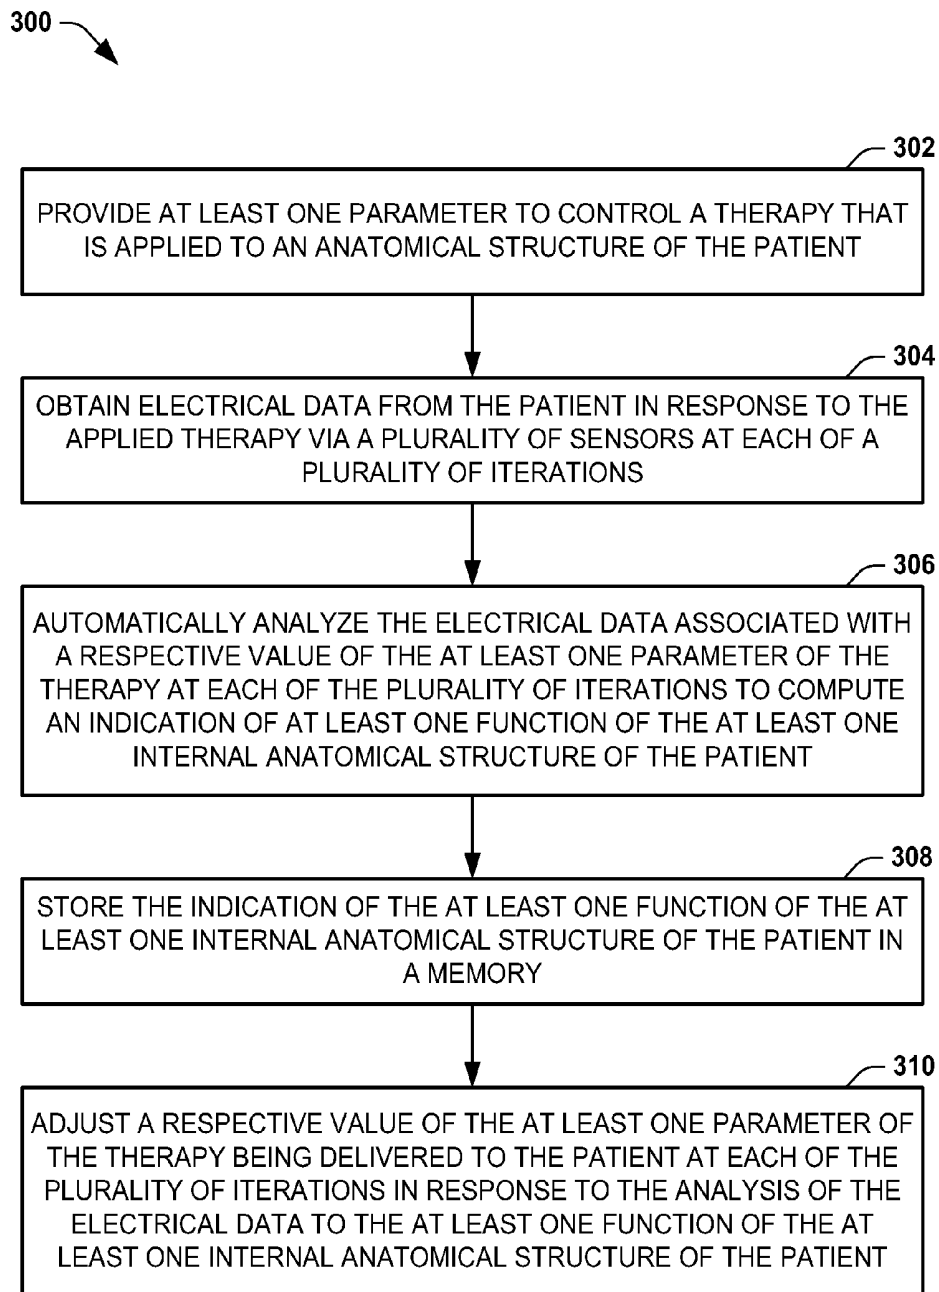 300
302
PROVIDE AT LEAST ONE PARAMETER TO CONTROL A THERAPY THAT
IS APPLIED TO AN ANATOMICAL STRUCTURE OF THE PATIENT
304
OBTAIN ELECTRICAL DATA FROM THE PATIENT IN RESPONSE TO THE
APPLIED THERAPY VIA A PLURALITY OF SENSORS AT EACH OF A
PLURALITY OF ITERATIONS
306
AUTOMATICALLY ANALYZE THE ELECTRICAL DATA ASSOCIATED WITH
A RESPECTIVE VALUE OF THE AT LEAST ONE PARAMETER OF THE
THERAPY AT EACH OF THE PLURALITY OF ITERATIONS TO COMPUTE
AN INDICATION OF AT LEAST ONE FUNCTION OF THE AT LEAST ONE
INTERNAL ANATOMICAL STRUCTURE OF THE PATIENT
308
STORE THE INDICATION OF THE AT LEAST ONE FUNCTION OF THE AT
LEAST ONE INTERNAL ANATOMICAL STRUCTURE OF THE PATIENT IN
A MEMORY
310
ADJUST A RESPECTIVE VALUE OF THE AT LEAST ONE PARAMETER OF
THE THERAPY BEING DELIVERED TO THE PATIENT AT EACH OF THE
PLURALITY OF ITERATIONS IN RESPONSE TO THE ANALYSIS OF THE
ELECTRICAL DATA TO THE AT LEAST ONE FUNCTION OF THE AT
LEAST ONE INTERNAL ANATOMICAL STRUCTURE OF THE PATIENT